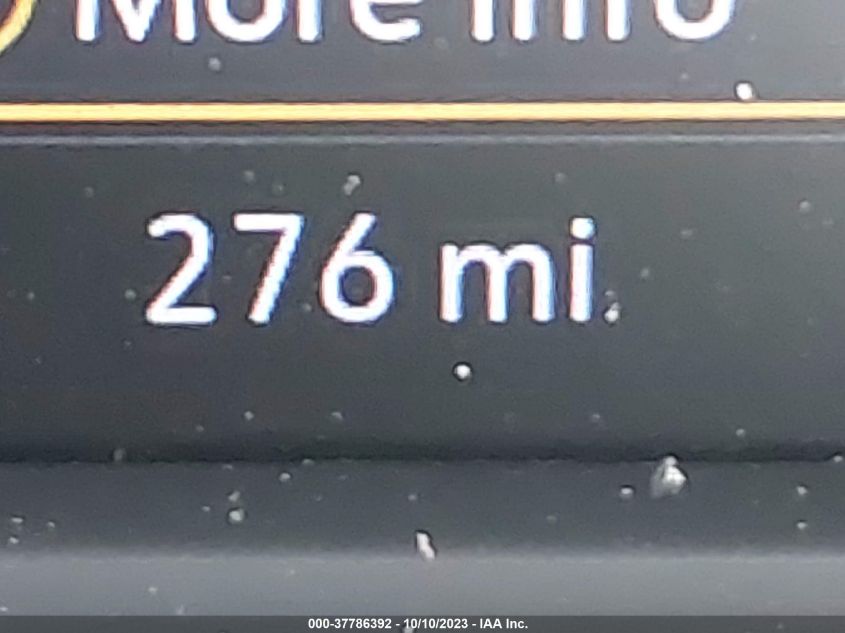 More Info
276 mi
000-37786392 - 10/10/2023 - IAA Inc.